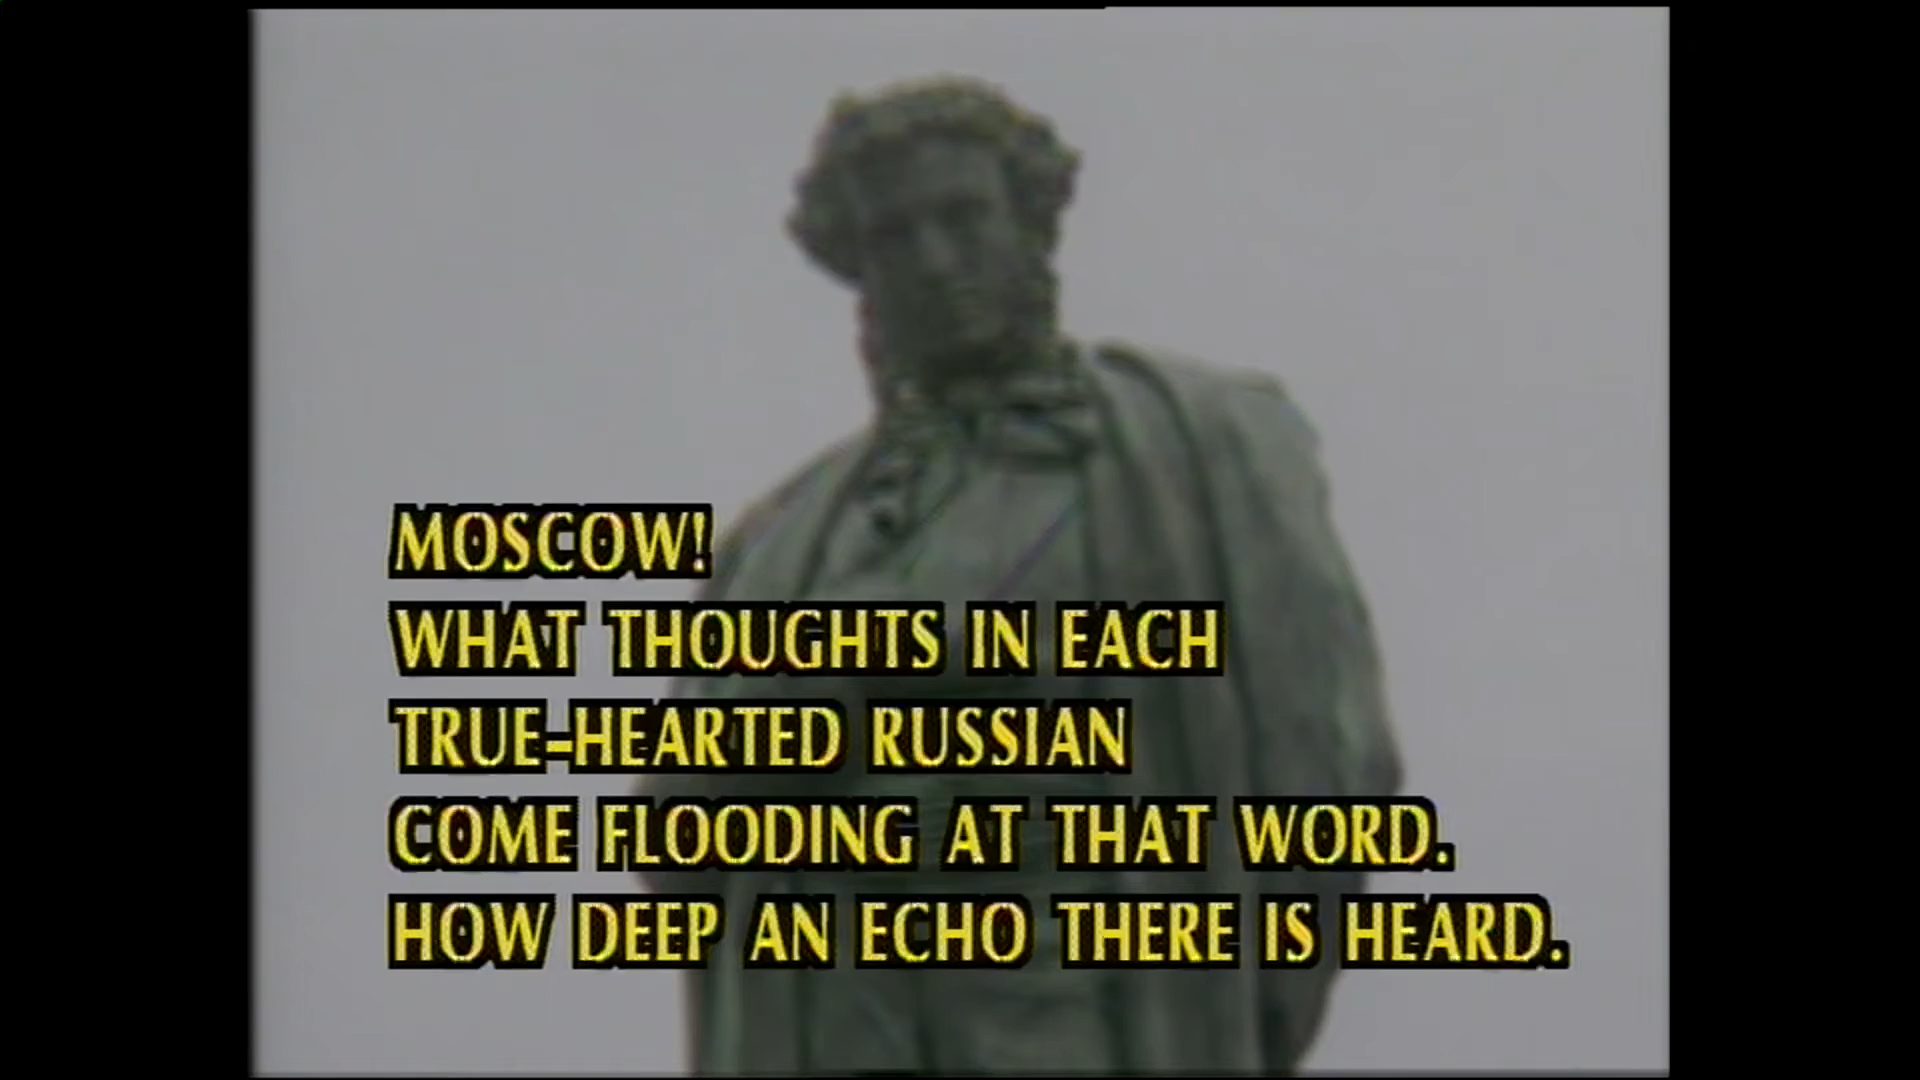 MOSCOW!
WHAT THOUGHTS IN EACH
TRUE-HEARTED RUSSIAN
COME FLOODING AT THAT WORD.
HOW DEEP AN ECHO THERE IS HEARD.